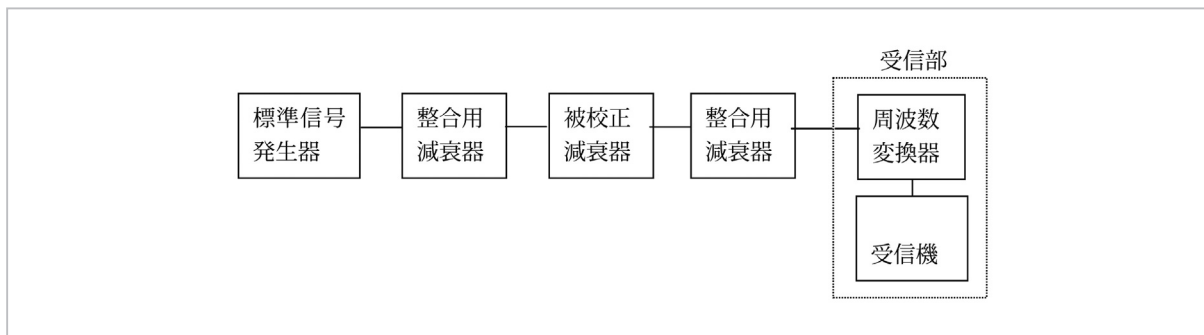 受信部
標準信号
発生器
整合用
減衰器
被校正
減衰器
整合用
減衰器
周波数
変換器
受信機